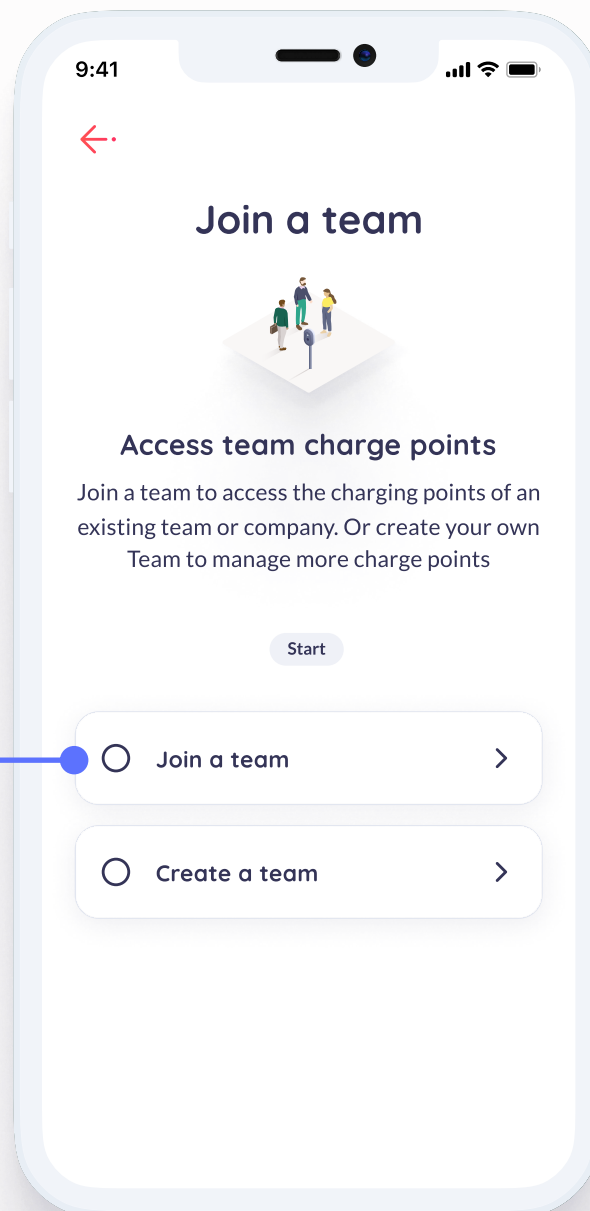 9:41
Join a team
Access team charge points
Join a team to access the charging points of an
existing team or company. Or create your own
Team to manage more charge points
Start
Join a team
Create a team